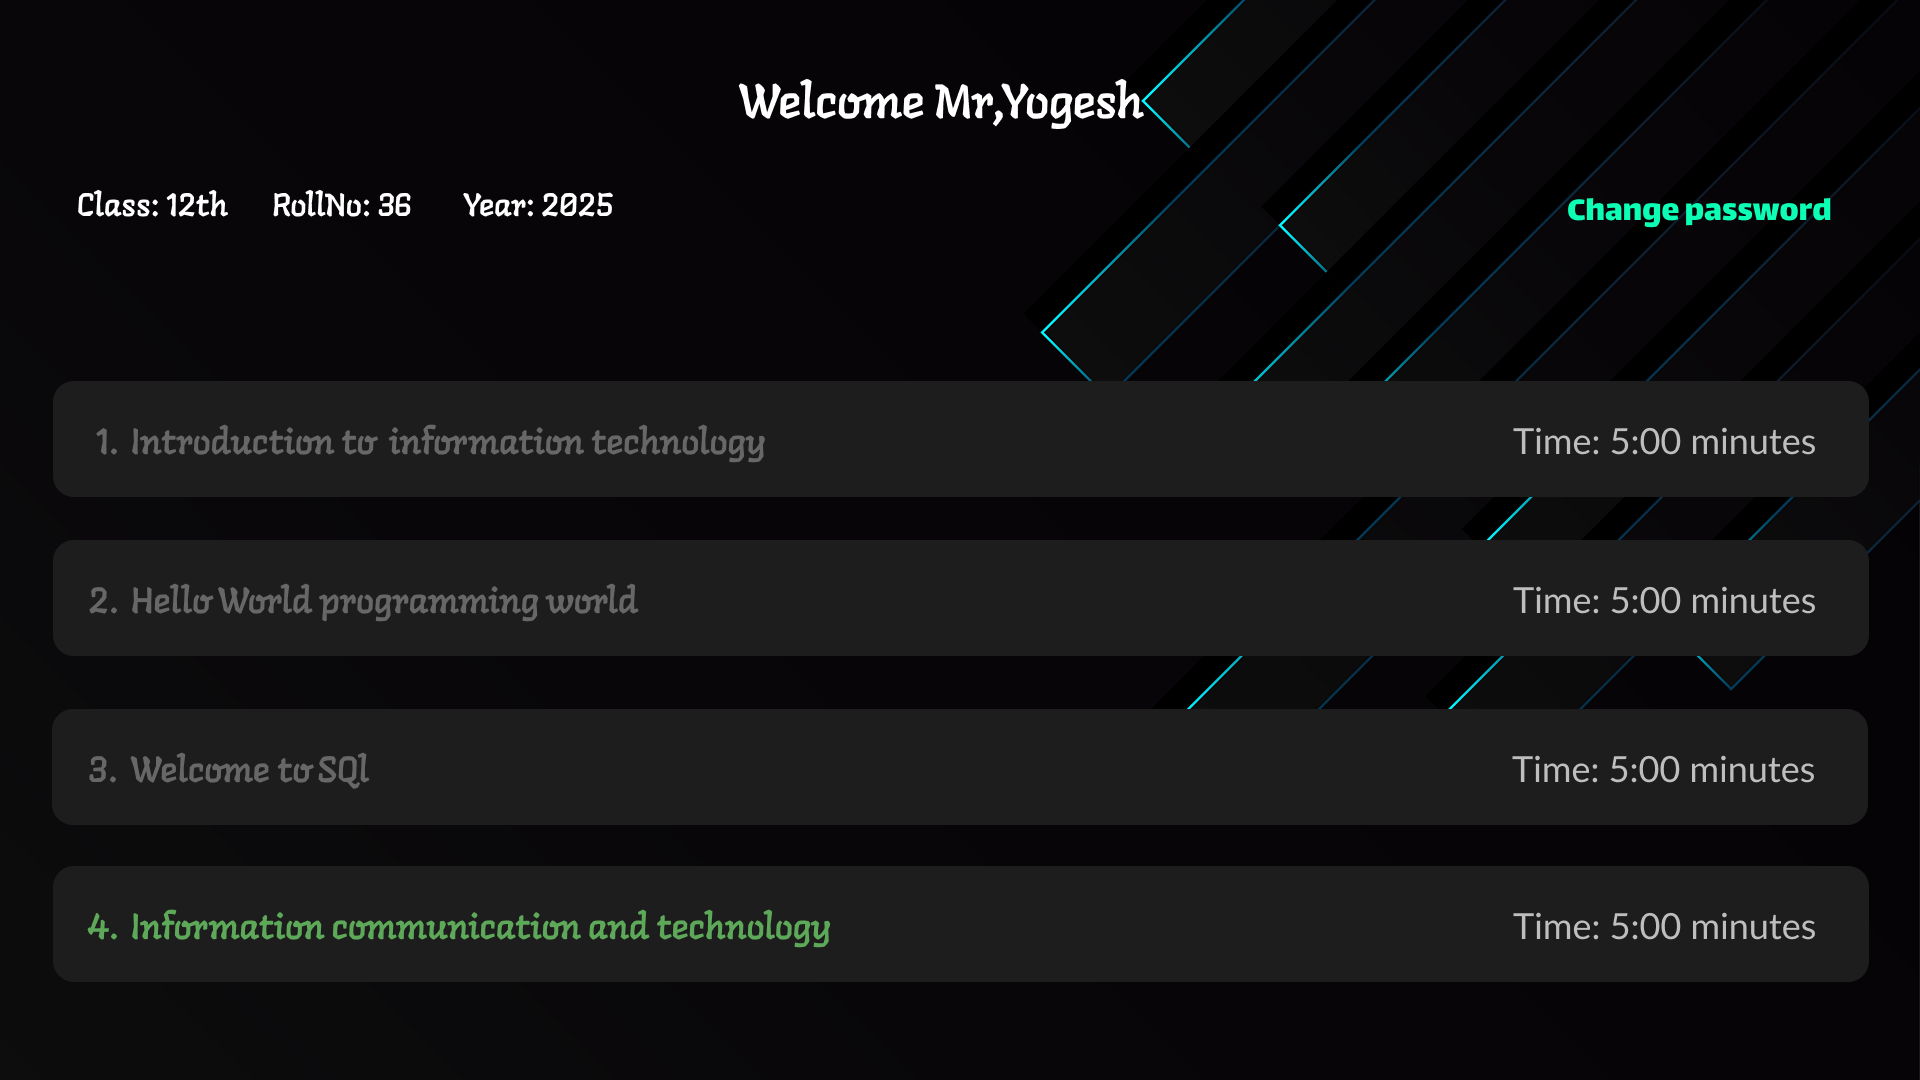 Welcome Mr,Yogesh
Class: 12th RollNo: 36 Year: 2025
Change password
1. Introduction to information technology Time: 5:00 minutes
2. Hello World programming world Time: 5:00 minutes
3. Welcome to SQl Time: 5:00 minutes
4. Information communication and technology Time: 5:00 minutes